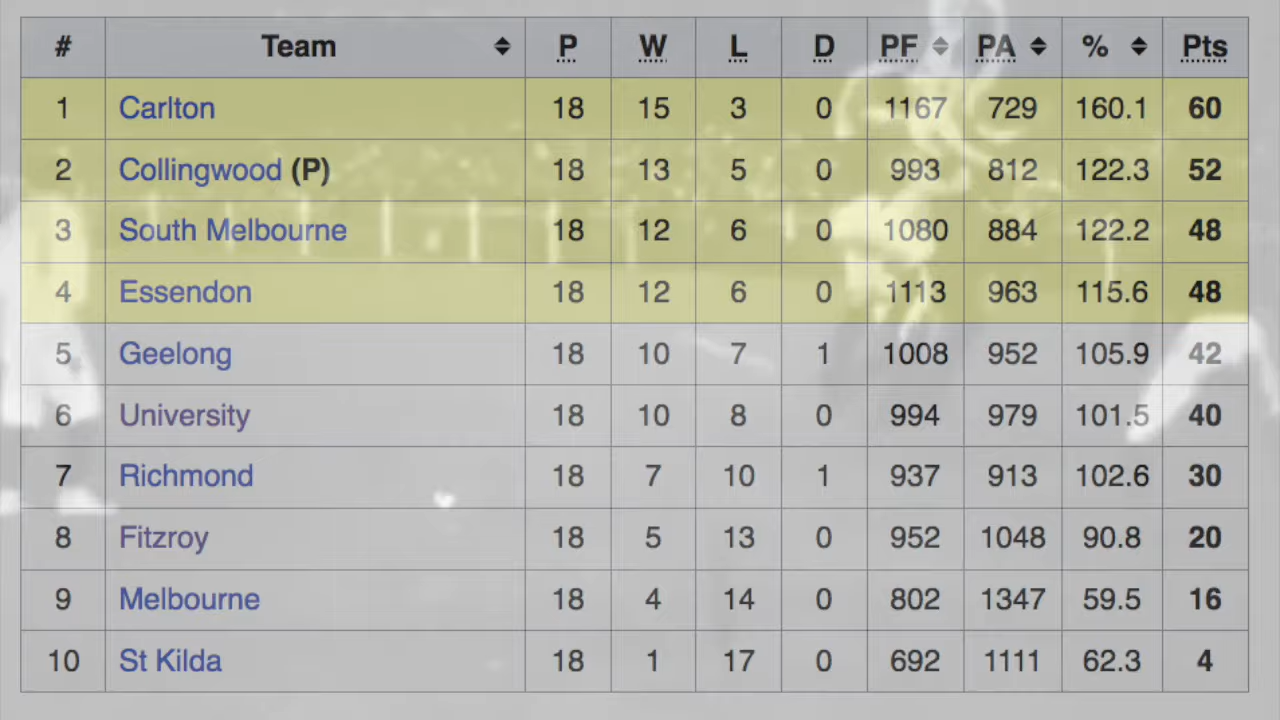 # Team P W L D PF PA % Pts
1 Carlton 18 15 3 0 1167 729 160.1 60
2 Collingwood (P) 18 13 5 0 993 812 122.3 52
3 South Melbourne 18 12 6 0 1080 884 122.2 48
4 Essendon 18 12 6 0 1113 963 115.6 48
5 Geelong 18 10 7 1 1008 952 105.9 42
6 University 18 10 8 0 994 979 101.5 40
7 Richmond 18 7 10 1 937 913 102.6 30
8 Fitzroy 18 5 13 0 952 1048 90.8 20
9 Melbourne 18 4 14 0 802 1347 59.5 16
10 St Kilda 18 1 17 0 692 1111 62.3 4